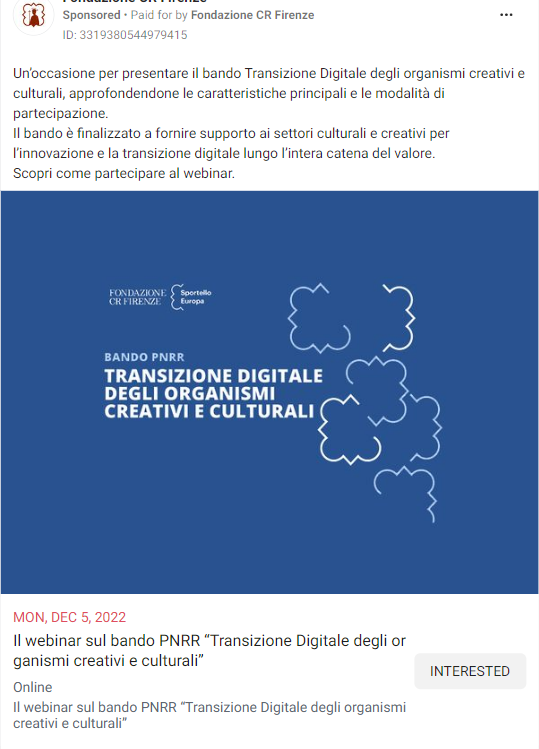 Fondazione CR Firenze
Sponsored • Paid for by Fondazione CR Firenze
ID: 3319380544979415
Un'occasione per presentare il bando Transizione Digitale degli organismi creativi e
culturali, approfondendone le caratteristiche principali e le modalità di
partecipazione.
Il bando è finalizzato a fornire supporto ai settori culturali e creativi per
l'innovazione e la transizione digitale lungo l'intera catena del valore.
Scopri come partecipare al webinar.
FONDAZIONE
CR FIRENZE
Sportello
Europa
BANDO PNRR
TRANSIZIONE DIGITALE
DEGLI ORGANISMI
CREATIVI E CULTURALI
MON, DEC 5, 2022
Il webinar sul bando PNRR “Transizione Digitale degli or
ganismi creativi e culturali”
INTERESTED
Online
Il webinar sul bando PNRR “Transizione Digitale degli organismi
creativi e culturali”